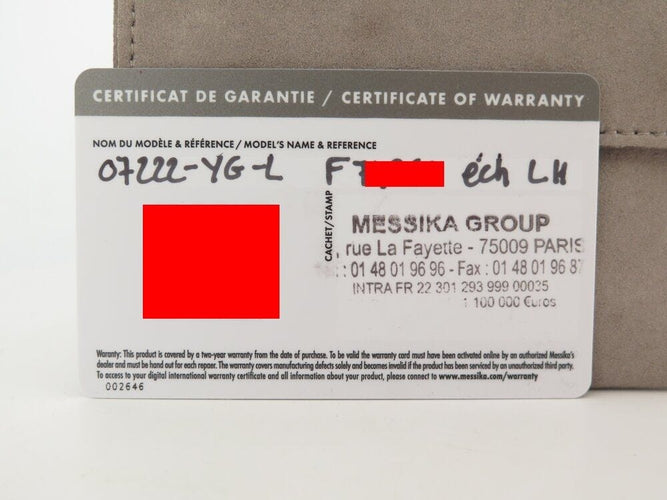 CERTIFICAT DE GARANTIE / CERTIFICATE OF WARRANTY
NOM DU MODÈLE & RÉFÉRENCE / MODEL'S NAME & REFERENCE
07222-YG-L F éch LH
CACHET/STAMP
MESSIKA GROUP
, rue La Fayette - 75009 PARIS
: 01 48 01 96 96 - Fax : 01 48 01 96 87
INTRA FR 22 301 293 999 00035
1 100 000 €uros
Warranty: This product is covered by a two-year warranty from the date of purchase. To be valid the warranty card must have been activated online by an authorized Messika's
dealer and must be hand out for each repair. The warranty covers manufacturing defects solely and becomes invalid if the product has been serviced by an unauthorized third party.
To access to your digital international warranty certificate and all information about your product, please connect to www.messika.com/warranty
002646